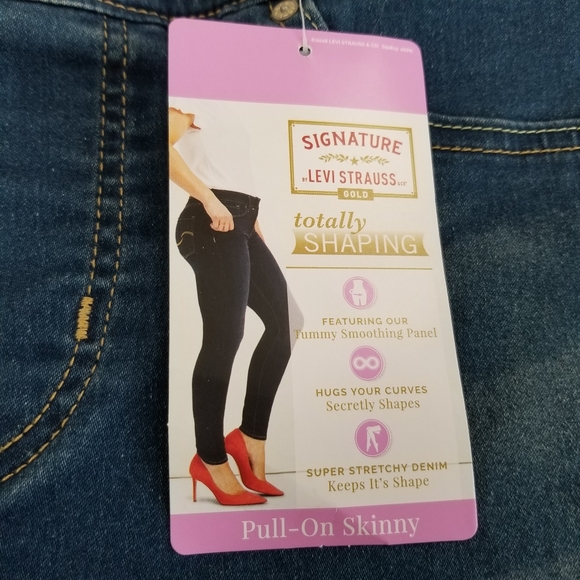 SIGNATURE
BY LEVI STRAUSS & CO.
GOLD
totally
SHAPING
FEATURING OUR
Tummy Smoothing Panel
HUGS YOUR CURVES
Secretly Shapes
SUPER STRETCHY DENIM
Keeps It's Shape
Pull-On Skinny